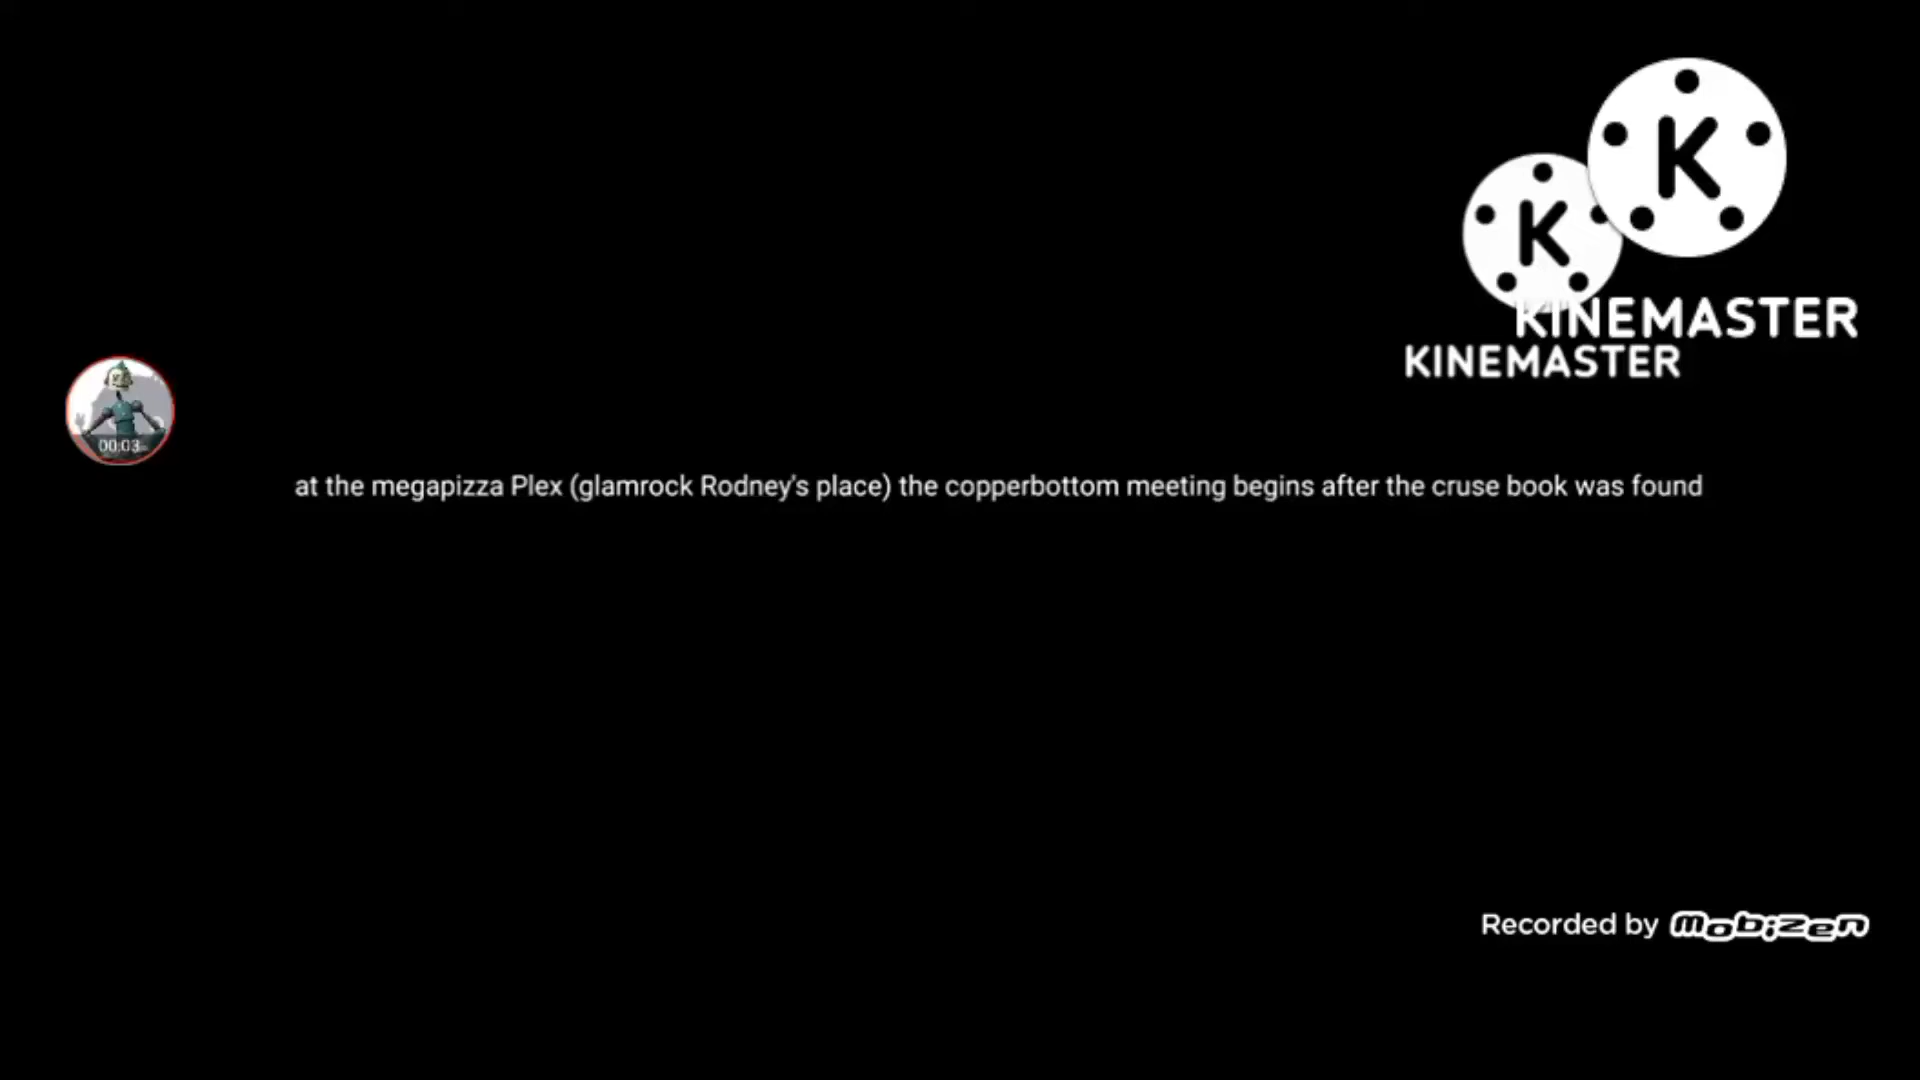 K
K
KINEMASTER
KINEMASTER
00:03
at the megapizza Plex (glamrock Rodney's place) the copperbottom meeting begins after the cruse book was found
Recorded by mobizen